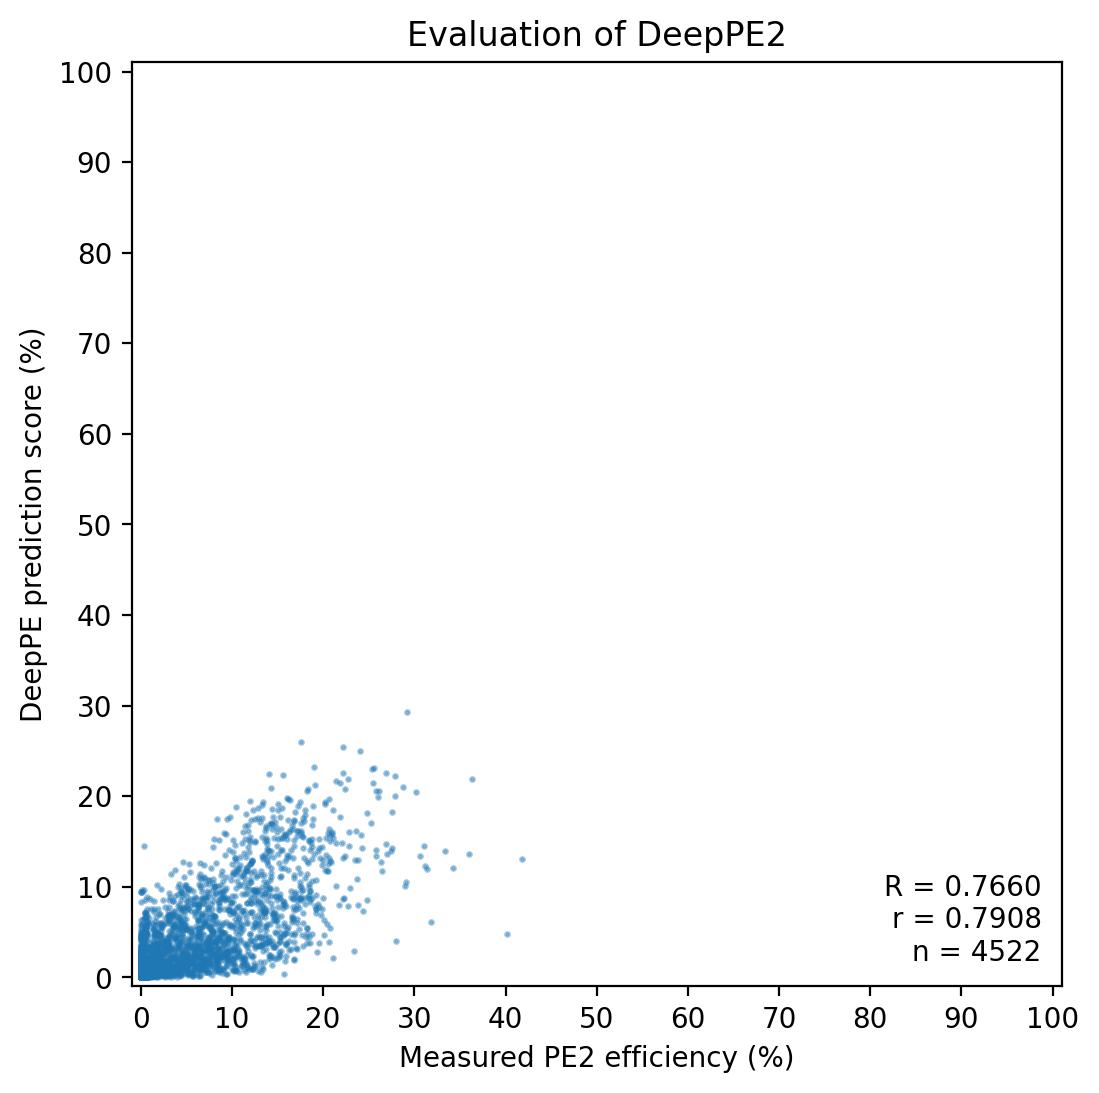 Evaluation of DeepPE2
100
90
80
70
60
50
40
30
20
10
0
DeepPE prediction score (%)
R = 0.7660
r = 0.7908
n = 4522
0 10 20 30 40 50 60 70 80 90 100
Measured PE2 efficiency (%)